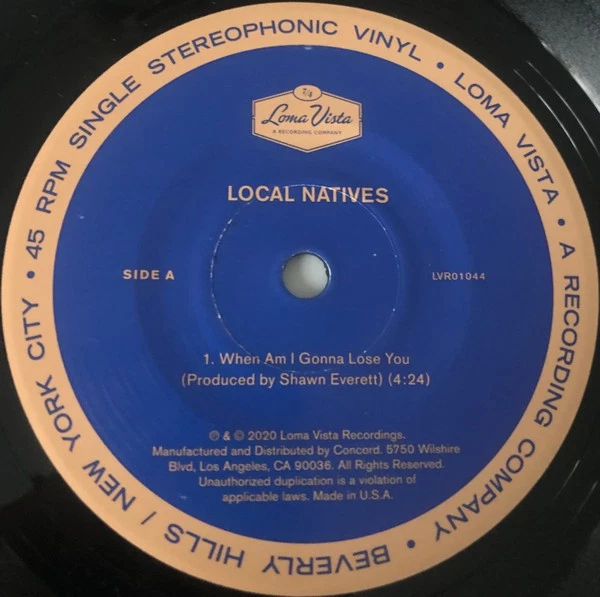 45 RPM SINGLE STEREOPHONIC VINYL • LOMA VISTA • A RECORDING COMPANY • BEVERLY HILLS / NEW YORK CITY •
7/4
Loma Vista
A RECORDING COMPANY
LOCAL NATIVES
SIDE A
LVR01044
1. When Am I Gonna Lose You
(Produced by Shawn Everett) (4:24)
℗ & © 2020 Loma Vista Recordings.
Manufactured and Distributed by Concord. 5750 Wilshire
Blvd, Los Angeles, CA 90036. All Rights Reserved.
Unauthorized duplication is a violation of
applicable laws. Made in U.S.A.